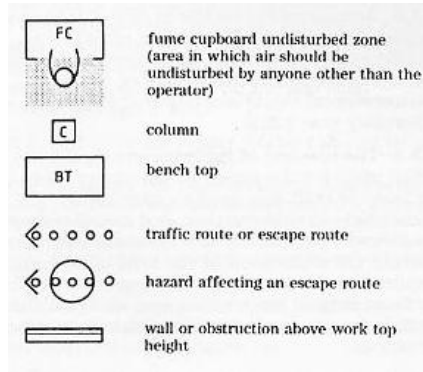 FC
fume cupboard undisturbed zone
(area in which air should be
undisturbed by anyone other than the
operator)
C
column
BT
bench top
traffic route or escape route
hazard affecting an escape route
wall or obstruction above work top
height